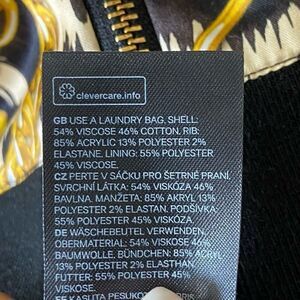 clevercare.info
GB USE A LAUNDRY BAG, SHELL:
54% VISCOSE 46% COTTON, RIB:
85% ACRYLIC 13% POLYESTER 2%
ELASTANE. LINING: 55% POLYESTER
45% VISCOSE.
CZ PERTE V SÁČKU PRO ŠETRNÉ PRANÍ.
SVRCHNÍ LÁTKA: 54% VISKÓZA 46%
BAVLNA. MANŽETA: 85% AKRYL 13%
POLYESTER 2% ELASTAN. PODŠÍVKA
55% POLYESTER 45% VISKÓZA.
DE WÄSCHEBEUTEL VERWENDEN.
OBERMATERIAL: 54% VISKOSE 46%
BAUMWOLLE. BÜNDCHEN: 85% ACRYL
13% POLYESTER 2% ELASTHAN.
FUTTER: 55% POLYESTER 45%
VISKOSE.
KASUTA